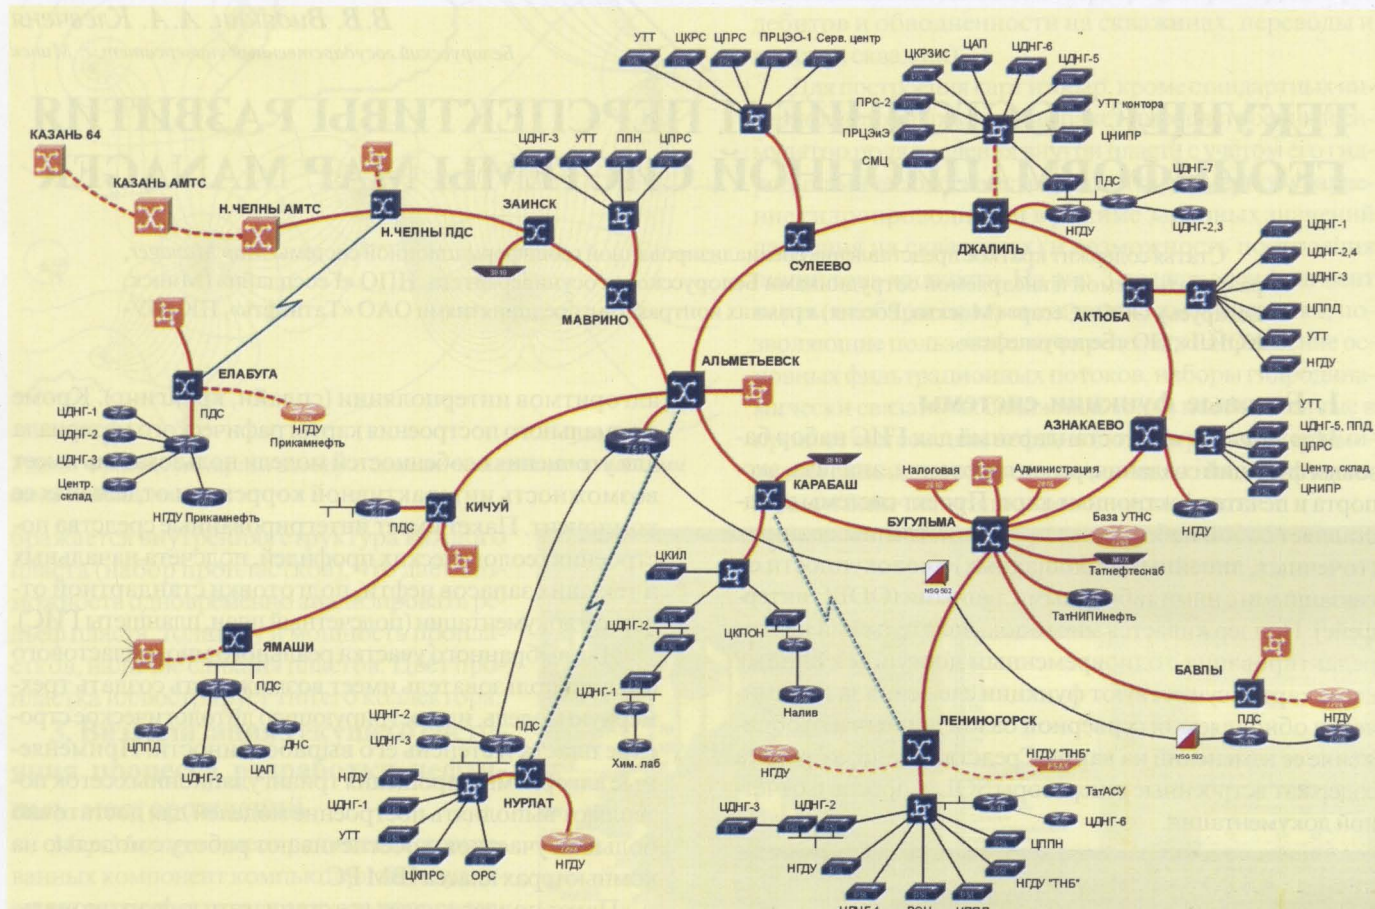 УТТ ЦКРС ЦПРС ПРЦЭО-1 Серв. центр
ЦКРЗИС
ЦАП
ЦДНГ-6
ЦДНГ-5
ПРС-2
УТТ контора
ПРЦЭиЭ
ЦНИПР
СМЦ
ПДС
ЦДНГ-7
НГДУ
ЦДНГ-2,3
ДЖАЛИЛЬ
КАЗАНЬ 64
КАЗАНЬ АМТС
Н.ЧЕЛНЫ АМТС
Н.ЧЕЛНЫ ПДС
ЦДНГ-3 УТТ ППН ЦПРС
ЗАИНСК
МАВРИНО
СУЛЕЕВО
АКТЮБА
ЦДНГ-1
ЦДНГ-2,4
ЦДНГ-3
ЦППД
УТТ
НГДУ
ЕЛАБУГА
ПДС
НГДУ
Прикамнефть
ЦДНГ-1
ЦДНГ-2
ЦДНГ-3
Центр.
склад
НГДУ Прикамнефть
АЛЬМЕТЬЕВСК
АЗНАКАЕВО
УТТ
ЦДНГ-5, ППД,
ЦПРС
Центр. склад
ЦНИПР
НГДУ
КИЧУЙ
ПДС
КАРАБАШ
Налоговая
Администрация
БУГУЛЬМА
База УТНС
MUX
Татнефтеснаб
ТатНИПИнефть
NSG 502
ЦКИЛ
ЦДНГ-2
ЦДНГ-1
Хим. лаб
ЦКПОН
Налив
ЯМАШИ
ПДС
ЦППД
ЦДНГ-2
ЦАП
ДНС
ЦДНГ-2
ЦДНГ-1
ПДС
НГДУ
ЦДНГ-1
УТТ
ЦКПРС
ОРС
НУРЛАТ
НГДУ
БАВЛЫ
ПДС
НГДУ
NSG 502
ЛЕНИНОГОРСК
НГДУ
НГДУ "ТНБ"
ТатАСУ
ЦДНГ-6
ЦДНГ-3
ЦДНГ-2
ЦППН
НГДУ
НГДУ "ТНБ"